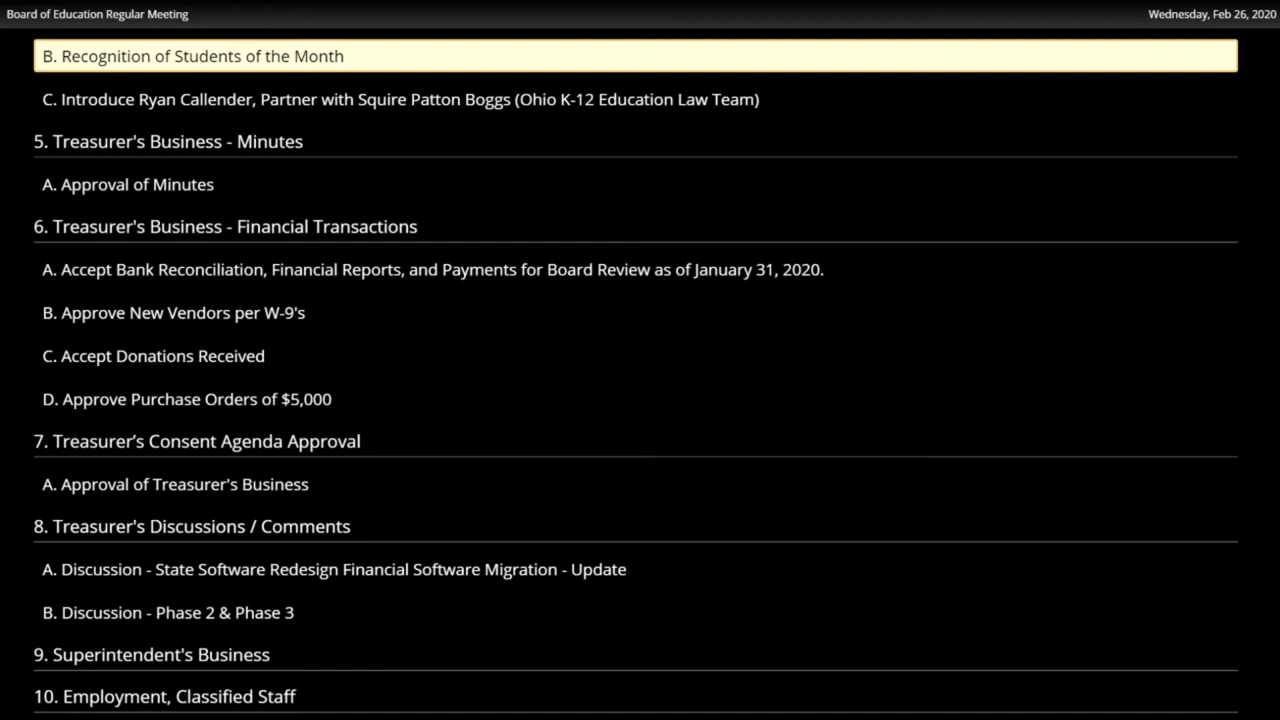 Board of Education Regular Meeting
Wednesday, Feb 26, 2020
B. Recognition of Students of the Month
C. Introduce Ryan Callender, Partner with Squire Patton Boggs (Ohio K-12 Education Law Team)
5. Treasurer's Business - Minutes
A. Approval of Minutes
6. Treasurer's Business - Financial Transactions
A. Accept Bank Reconciliation, Financial Reports, and Payments for Board Review as of January 31, 2020.
B. Approve New Vendors per W-9's
C. Accept Donations Received
D. Approve Purchase Orders of $5,000
7. Treasurer’s Consent Agenda Approval
A. Approval of Treasurer's Business
8. Treasurer's Discussions / Comments
A. Discussion - State Software Redesign Financial Software Migration - Update
B. Discussion - Phase 2 & Phase 3
9. Superintendent's Business
10. Employment, Classified Staff